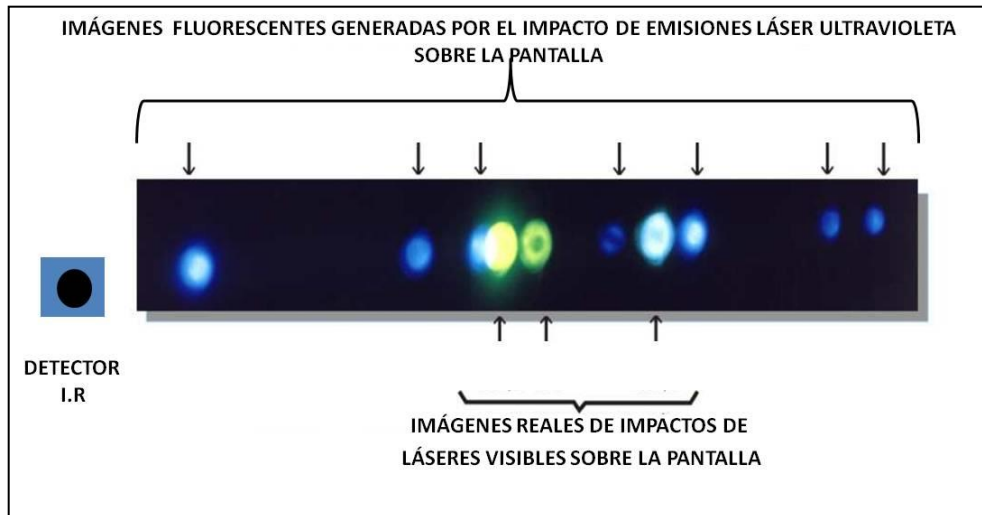 IMÁGENES FLUORESCENTES GENERADAS POR EL IMPACTO DE EMISIONES LÁSER ULTRAVIOLETA
SOBRE LA PANTALLA
DETECTOR
I.R
IMÁGENES REALES DE IMPACTOS DE
LÁSERES VISIBLES SOBRE LA PANTALLA